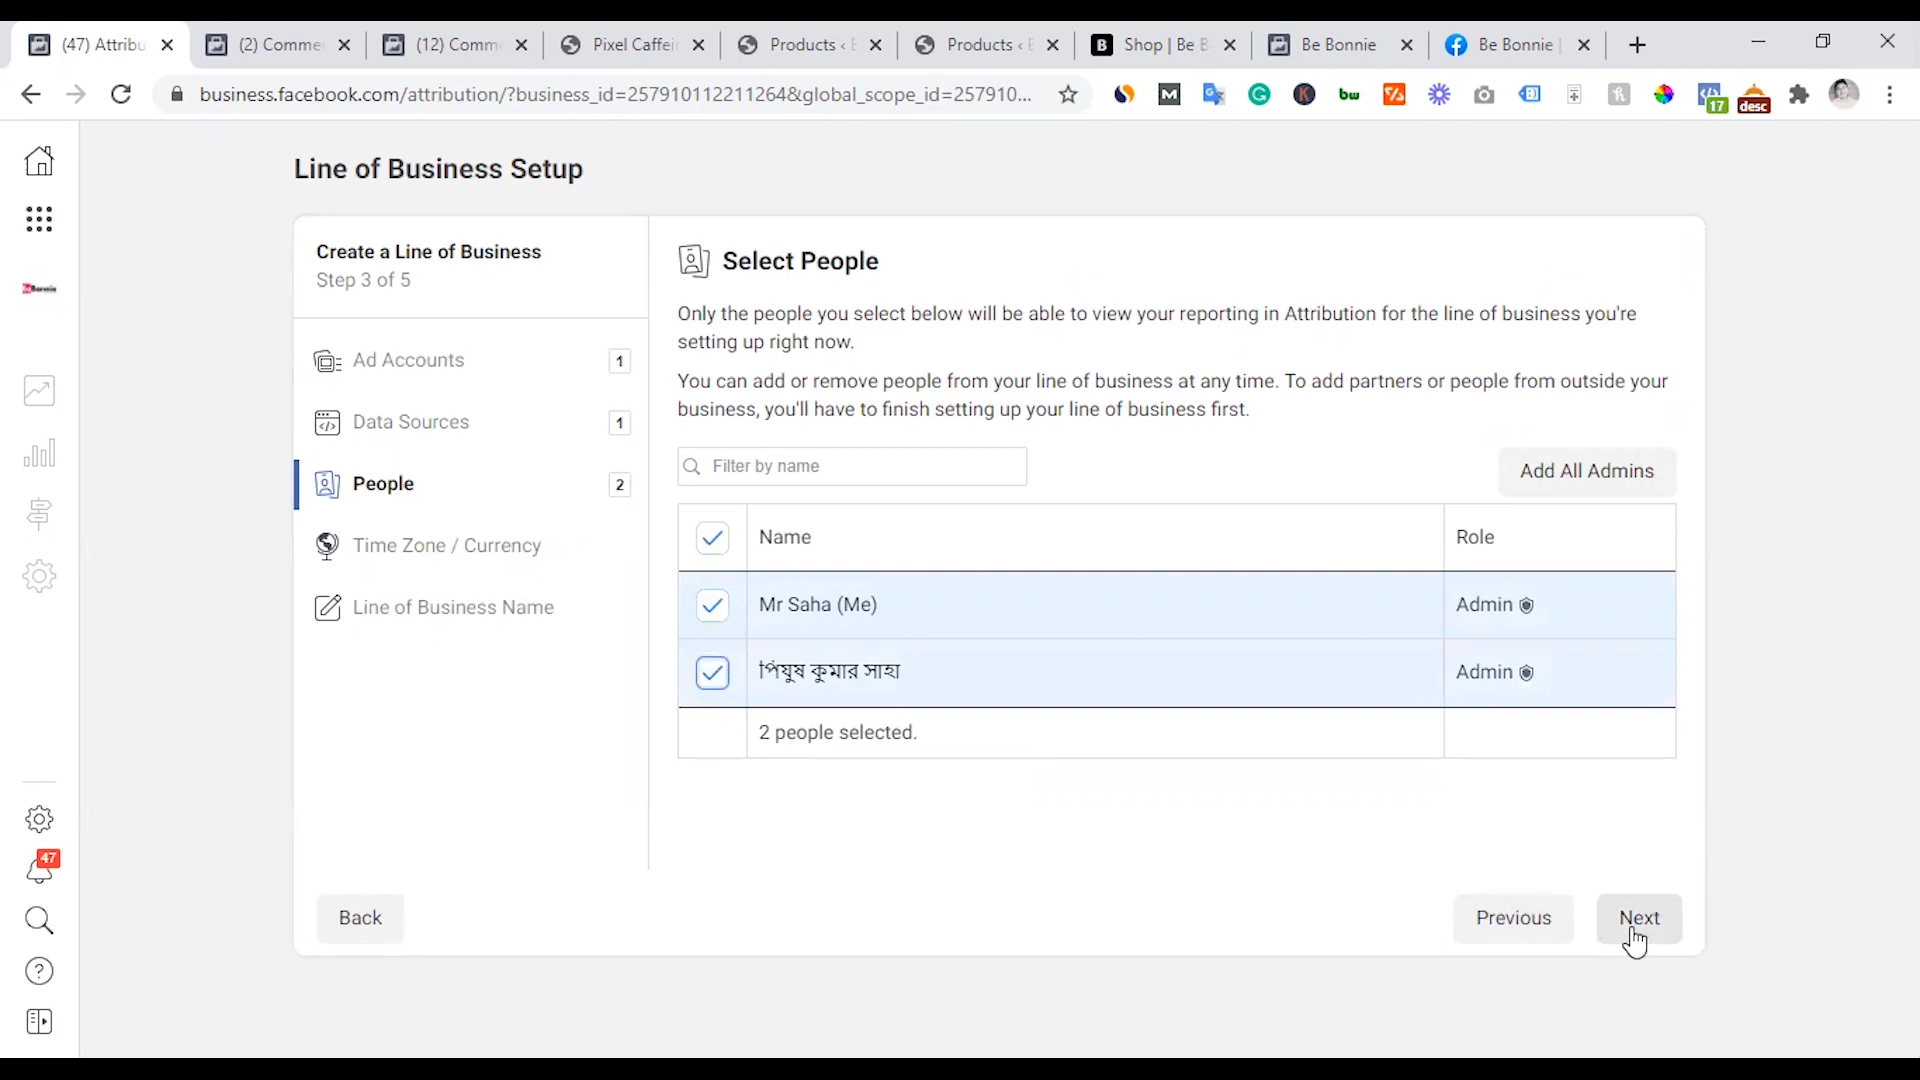 (47) Attribu
(2) Comme
(12) Comm
Pixel Caffei
Products ‹
Products ‹
Shop | Be B
Be Bonnie
Be Bonnie |
business.facebook.com/attribution/?business_id=257910112211264&global_scope_id=257910...
17
desc
Line of Business Setup
Create a Line of Business
Step 3 of 5
Ad Accounts 1
Data Sources 1
People 2
Time Zone / Currency
Line of Business Name
Select People
Only the people you select below will be able to view your reporting in Attribution for the line of business you're
setting up right now.
You can add or remove people from your line of business at any time. To add partners or people from outside your
business, you'll have to finish setting up your line of business first.
Filter by name
Add All Admins
Name Role
Mr Saha (Me) Admin
পিযুষ কুমার সাহা Admin
2 people selected.
47
Back
Previous
Next